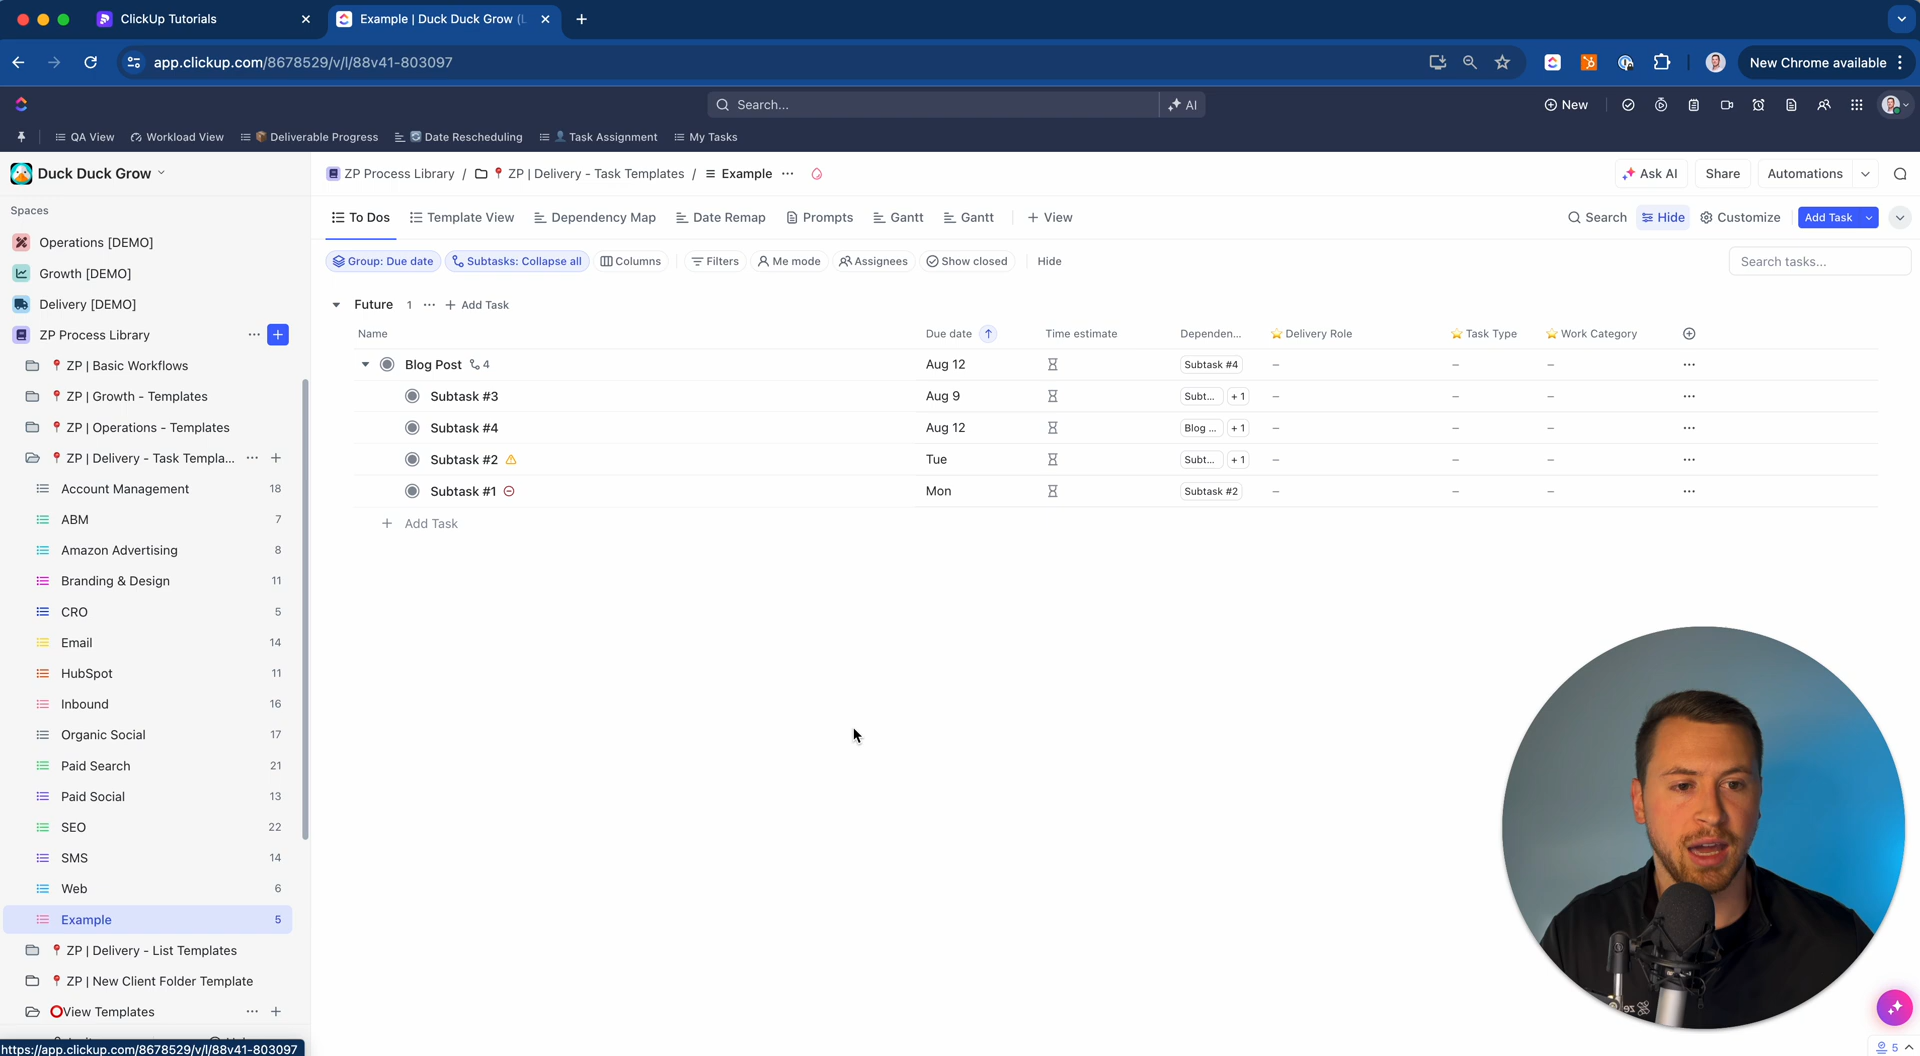 ClickUp Tutorials
Example | Duck Duck Grow (L
app.clickup.com/8678529/v/l/88v41-803097
New Chrome available
Search...
AI
New
QA View
Workload View
Deliverable Progress
Date Rescheduling
Task Assignment
My Tasks
Duck Duck Grow
ZP Process Library / ZP | Delivery - Task Templates / Example
Ask AI
Share
Automations
Spaces
To Dos
Template View
Dependency Map
Date Remap
Prompts
Gantt
Gantt
+ View
Search
Hide
Customize
Add Task
Operations [DEMO]
Growth [DEMO]
Delivery [DEMO]
ZP Process Library
ZP | Basic Workflows
ZP | Growth - Templates
ZP | Operations - Templates
ZP | Delivery - Task Templa...
Account Management 18
ABM 7
Amazon Advertising 8
Branding & Design 11
CRO 5
Email 14
HubSpot 11
Inbound 16
Organic Social 17
Paid Search 21
Paid Social 13
SEO 22
SMS 14
Web 6
Example 5
ZP | Delivery - List Templates
ZP | New Client Folder Template
View Templates
https://app.clickup.com/8678529/v/l/88v41-803097
Group: Due date
Subtasks: Collapse all
Columns
Filters
Me mode
Assignees
Show closed
Hide
Search tasks...
Future 1 ... + Add Task
Name Due date Time estimate Dependen... Delivery Role Task Type Work Category
Blog Post 4 Aug 12 Subtask #4 – – –
Subtask #3 Aug 9 Subt... + 1 – – –
Subtask #4 Aug 12 Blog ... + 1 – – –
Subtask #2 Tue Subt... + 1 – – –
Subtask #1 Mon Subtask #2 – – –
+ Add Task
5